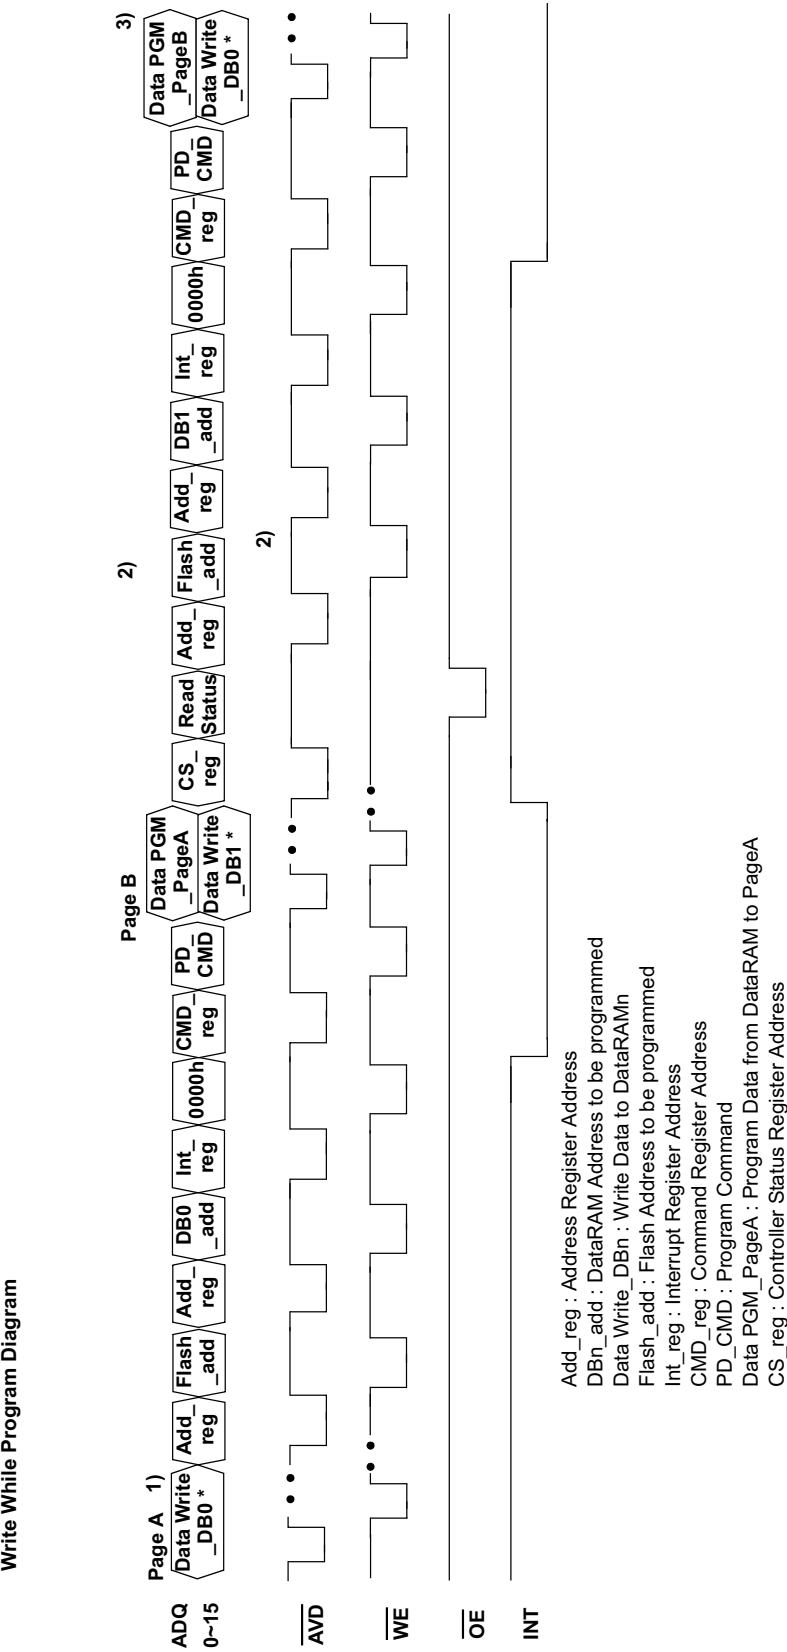 Write While Program Diagram
Page A 1)
Page B
2)
3)
ADQ
0~15
Data Write
_DB0 *
Add_
reg
Flash
_add
Add_
reg
DB0
_add
Int_
reg
0000h
CMD_
reg
PD_
CMD
Data PGM
_PageA
Data Write
_DB1 *
CS_
reg
Read
Status
Add_
reg
Flash
_add
Add_
reg
DB1
_add
Int_
reg
0000h
CMD_
reg
PD_
CMD
Data PGM
_PageB
Data Write
_DB0 *
2)
AVD
WE
OE
INT
Add_reg : Address Register Address
DBn_add : DataRAM Address to be programmed
Data Write_DBn : Write Data to DataRAMn
Flash_add : Flash Address to be programmed
Int_reg : Interrupt Register Address
CMD_reg : Command Register Address
PD_CMD : Program Command
Data PGM_PageA : Program Data from DataRAM to PageA
CS_reg : Controller Status Register Address